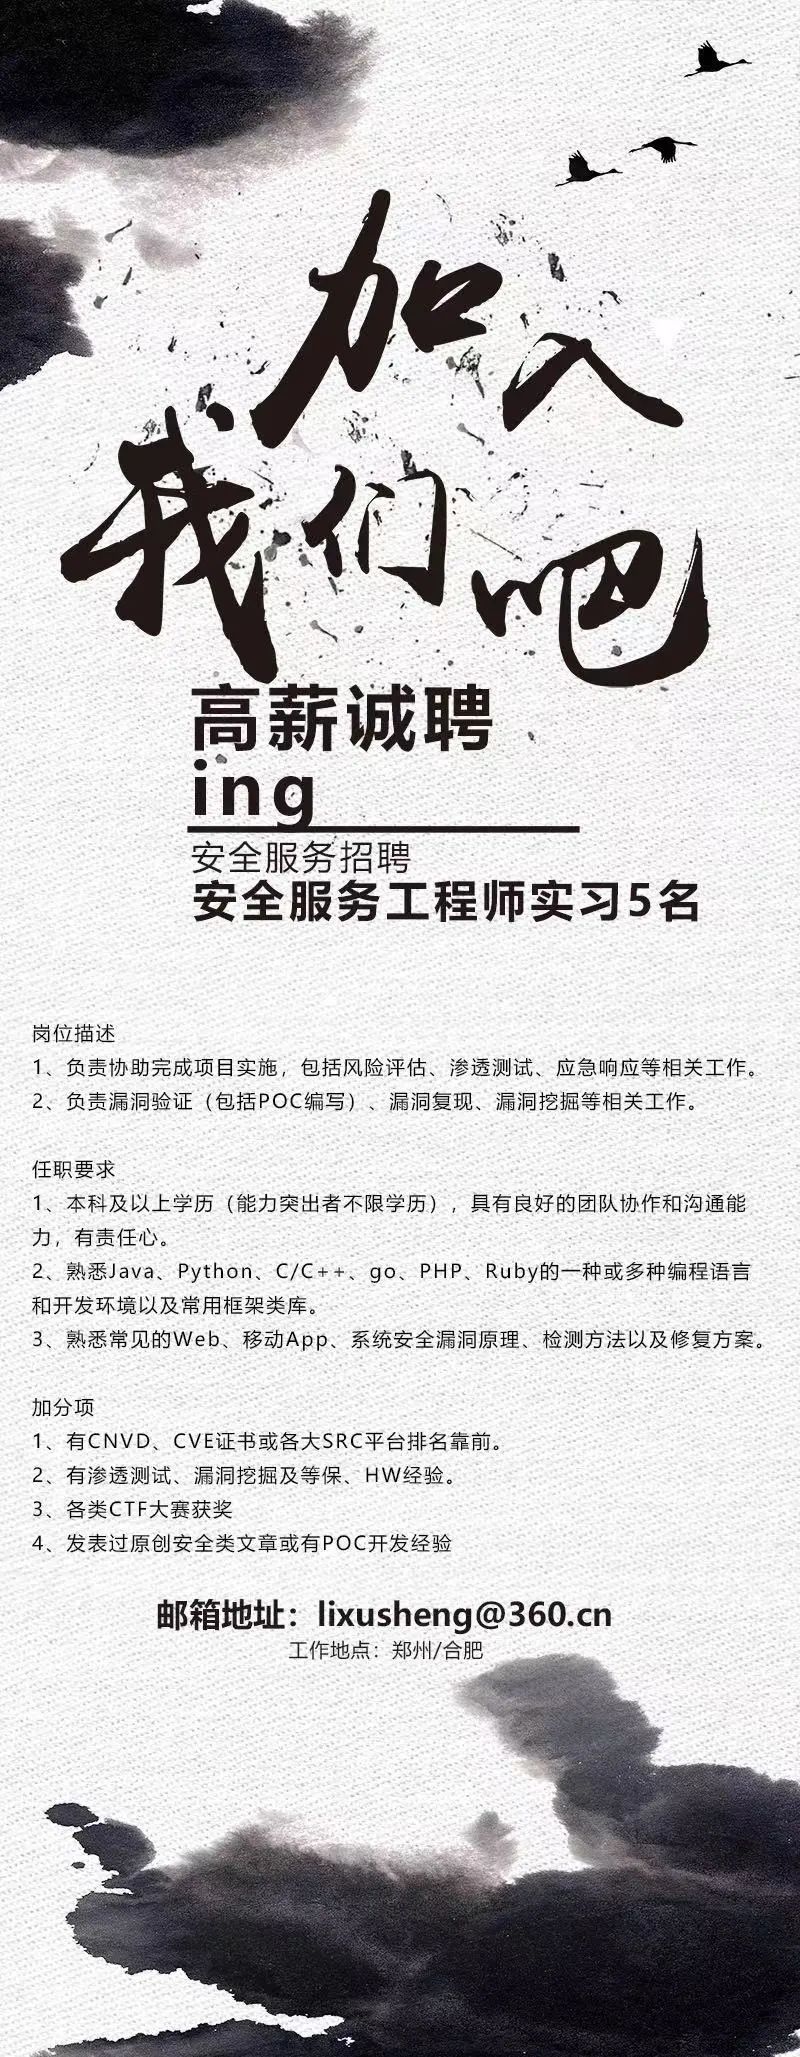 加入
我们吧
高薪诚聘
ing
安全服务招聘
安全服务工程师实习5名
岗位描述
1、负责协助完成项目实施，包括风险评估、渗透测试、应急响应等相关工作。
2、负责漏洞验证（包括POC编写）、漏洞复现、漏洞挖掘等相关工作。
任职要求
1、本科及以上学历（能力突出者不限学历），具有良好的团队协作和沟通能
力，有责任心。
2、熟悉Java、Python、C/C++、go、PHP、Ruby的一种或多种编程语言
和开发环境以及常用框架类库。
3、熟悉常见的Web、移动App、系统安全漏洞原理、检测方法以及修复方案。
加分项
1、有CNVD、CVE证书或各大SRC平台排名靠前。
2、有渗透测试、漏洞挖掘及等保、HW经验。
3、各类CTF大赛获奖
4、发表过原创安全类文章或有POC开发经验
邮箱地址：lixusheng@360.cn
工作地点：郑州/合肥